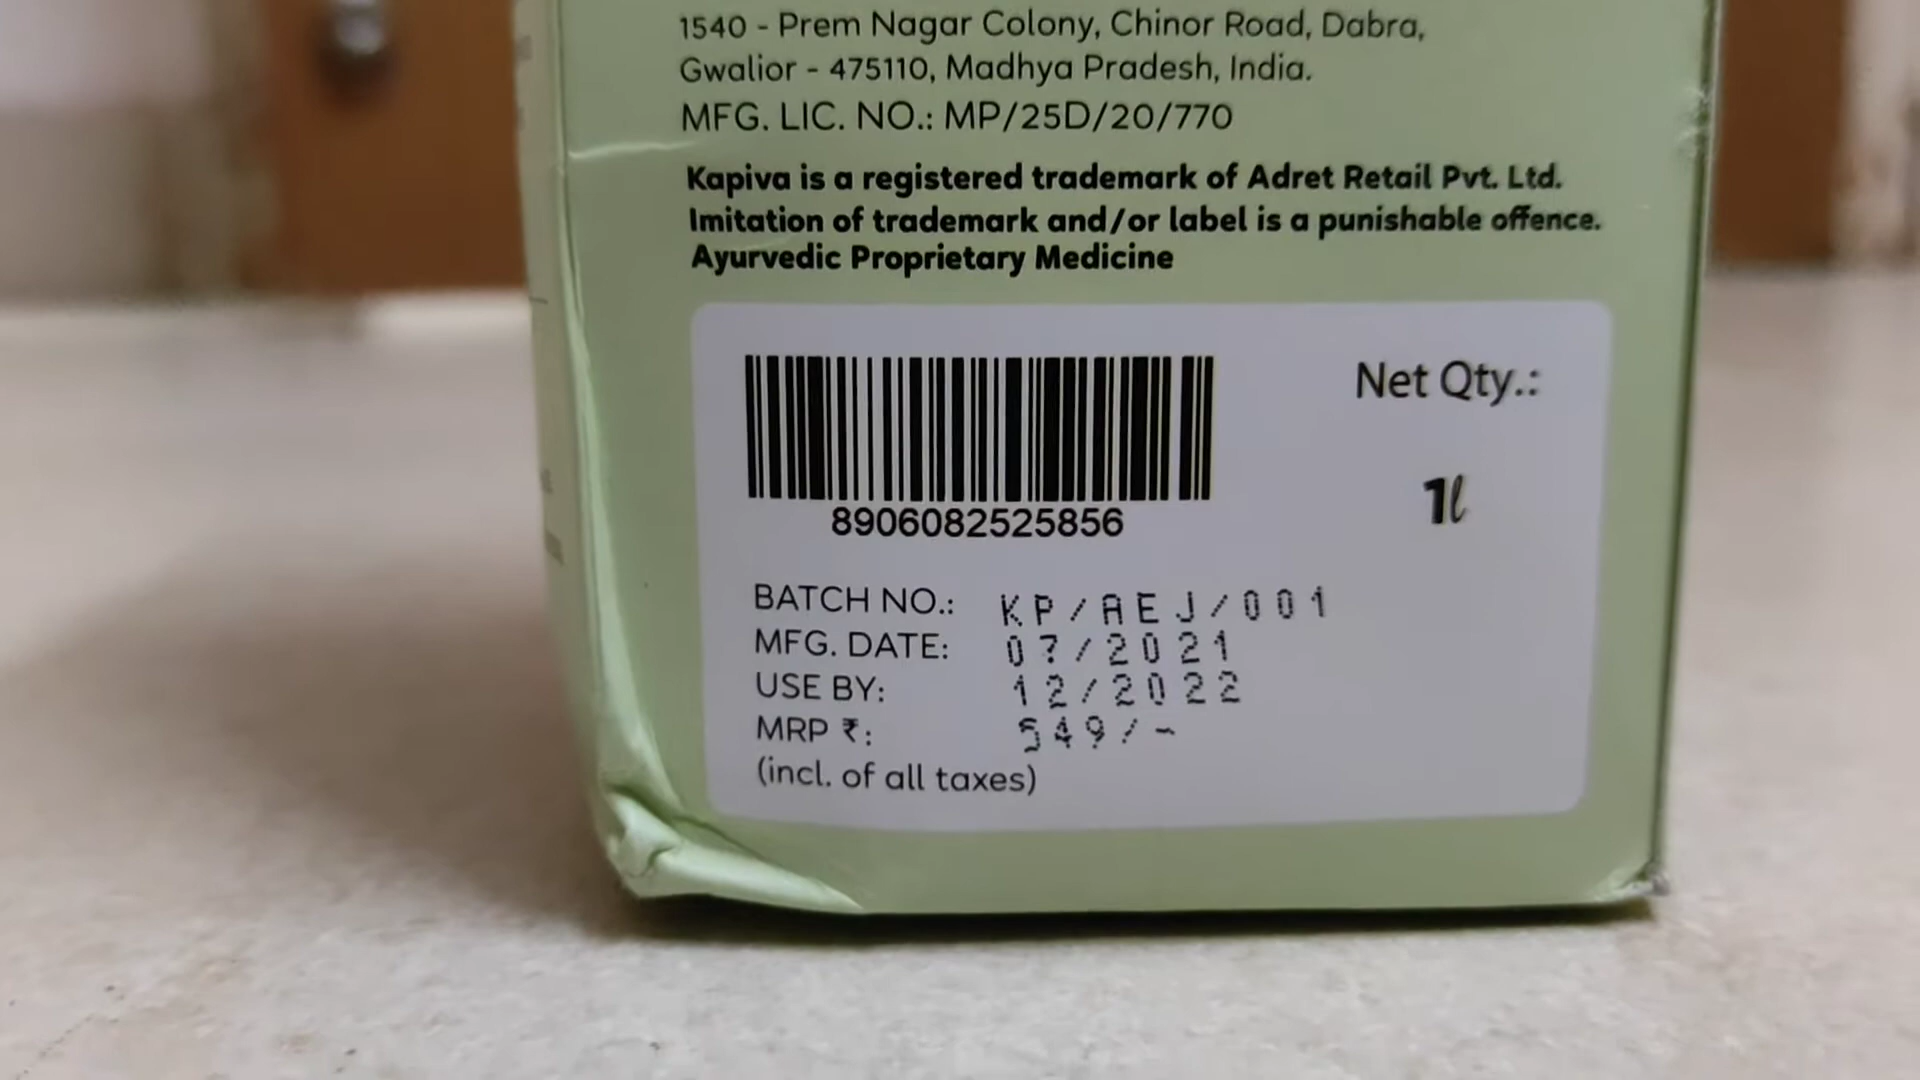 1540 - Prem Nagar Colony, Chinor Road, Dabra,
Gwalior - 475110, Madhya Pradesh, India.
MFG. LIC. NO.: MP/25D/20/770
Kapiva is a registered trademark of Adret Retail Pvt. Ltd.
Imitation of trademark and/or label is a punishable offence.
Ayurvedic Proprietary Medicine
Net Qty.:
1l
8906082525856
BATCH NO.: KP/AEJ/001
MFG. DATE: 07/2021
USE BY: 12/2022
MRP ₹: 549/-
(incl. of all taxes)